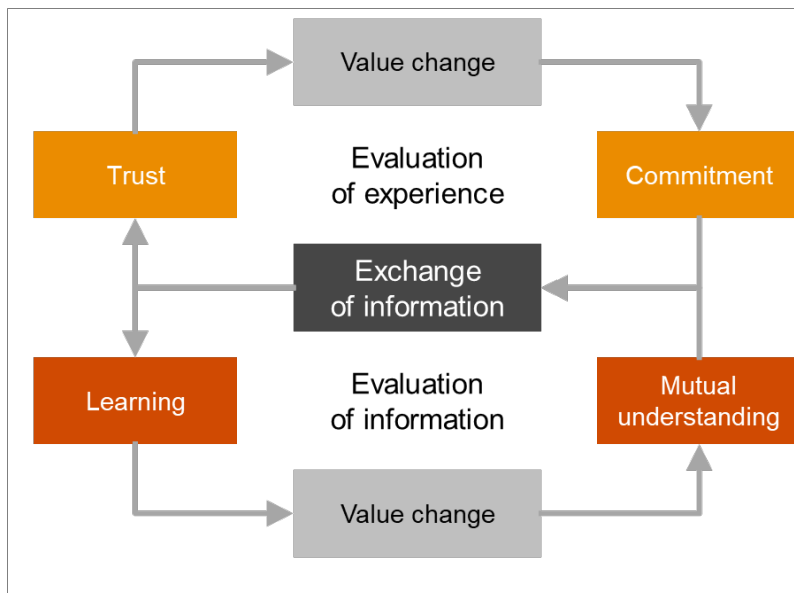 Value change
Trust
Evaluation
of experience
Commitment
Exchange
of information
Learning
Evaluation
of information
Mutual
understanding
Value change